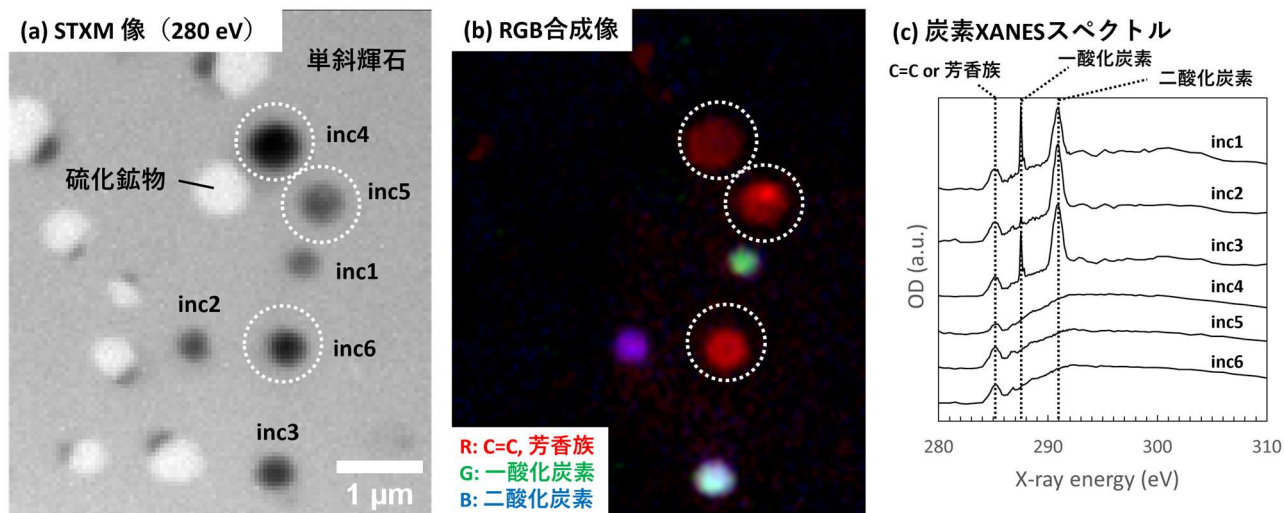 (a) STXM 像（280 eV）
単斜輝石
inc4
硫化鉱物
inc5
inc1
inc2
inc6
inc3
1 μm
(b) RGB合成像
R: C=C, 芳香族
G: 一酸化炭素
B: 二酸化炭素
(c) 炭素XANESスペクトル
C=C or 芳香族
一酸化炭素
二酸化炭素
inc1
inc2
inc3
inc4
inc5
inc6
OD (a.u.)
280 290 300 310
X-ray energy (eV)